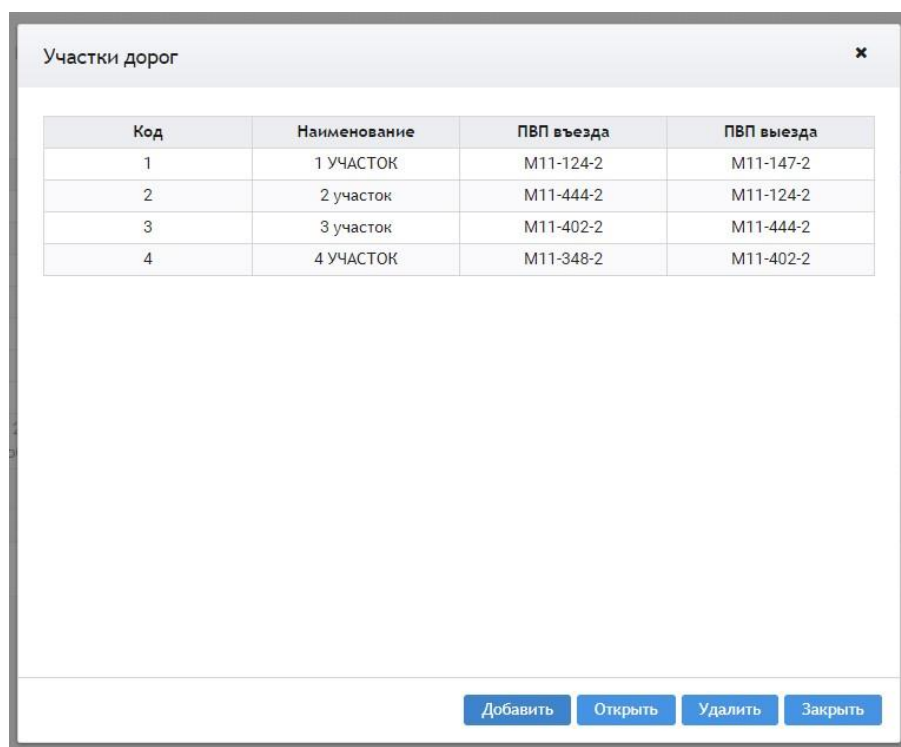 Участки дорог
Код Наименование ПВП въезда ПВП выезда
1 1 УЧАСТОК М11-124-2 М11-147-2
2 2 участок М11-444-2 М11-124-2
3 3 участок М11-402-2 М11-444-2
4 4 УЧАСТОК М11-348-2 М11-402-2
Добавить Открыть Удалить Закрыть